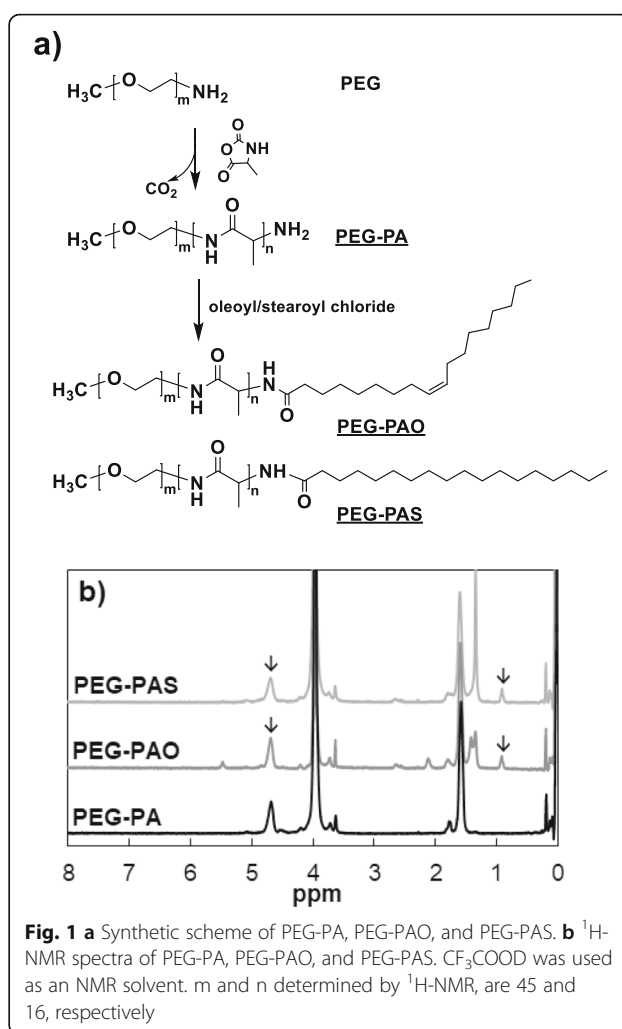 a)
H3C O m NH2 PEG
O
O NH
O
CO2
O
H3C O m N H n NH2 PEG-PA
oleoyl/stearoyl chloride
O H
H3C O m N H n N
O
PEG-PAO
O
H3C O m N H n NH
O
PEG-PAS
b)
PEG-PAS
PEG-PAO
PEG-PA
8 7 6 5 4 3 2 1 0
ppm
Fig. 1 a Synthetic scheme of PEG-PA, PEG-PAO, and PEG-PAS. b 1H-
NMR spectra of PEG-PA, PEG-PAO, and PEG-PAS. CF3COOD was used
as an NMR solvent. m and n determined by 1H-NMR, are 45 and
16, respectively